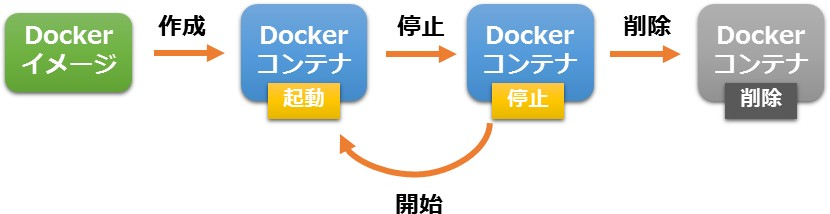 Docker
イメージ
作成
Docker
コンテナ
起動
停止
Docker
コンテナ
停止
削除
Docker
コンテナ
削除
開始